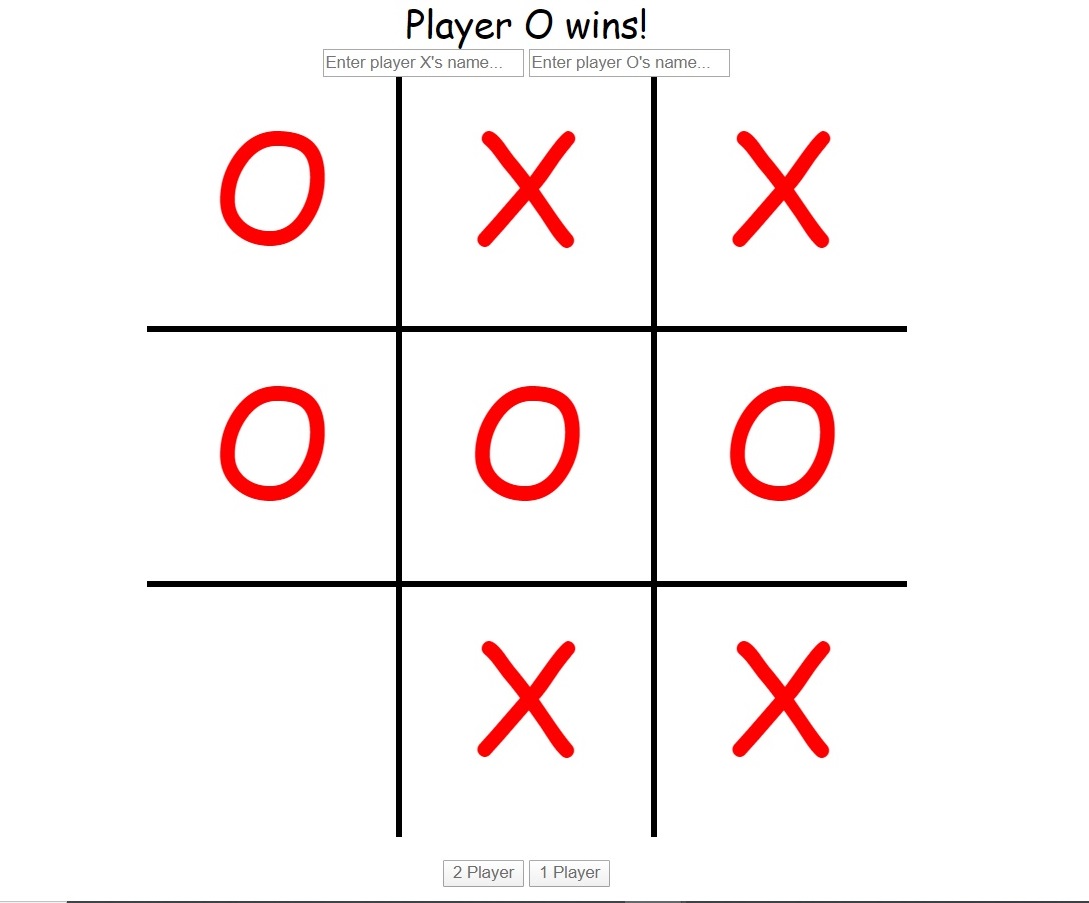 Player O wins!
Enter player X's name... Enter player O's name...
O X X
O O O
X X
2 Player 1 Player